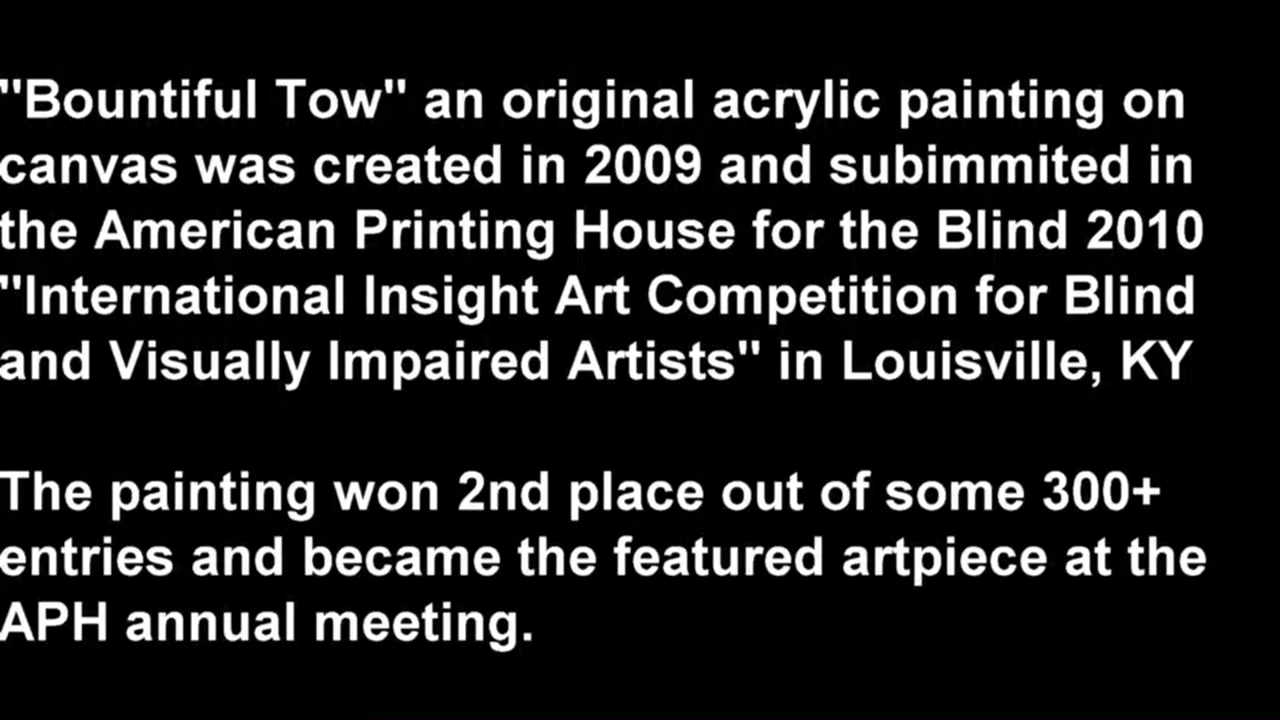 "Bountiful Tow" an original acrylic painting on
canvas was created in 2009 and subimmited in
the American Printing House for the Blind 2010
"International Insight Art Competition for Blind
and Visually Impaired Artists" in Louisville, KY
The painting won 2nd place out of some 300+
entries and became the featured artpiece at the
APH annual meeting.